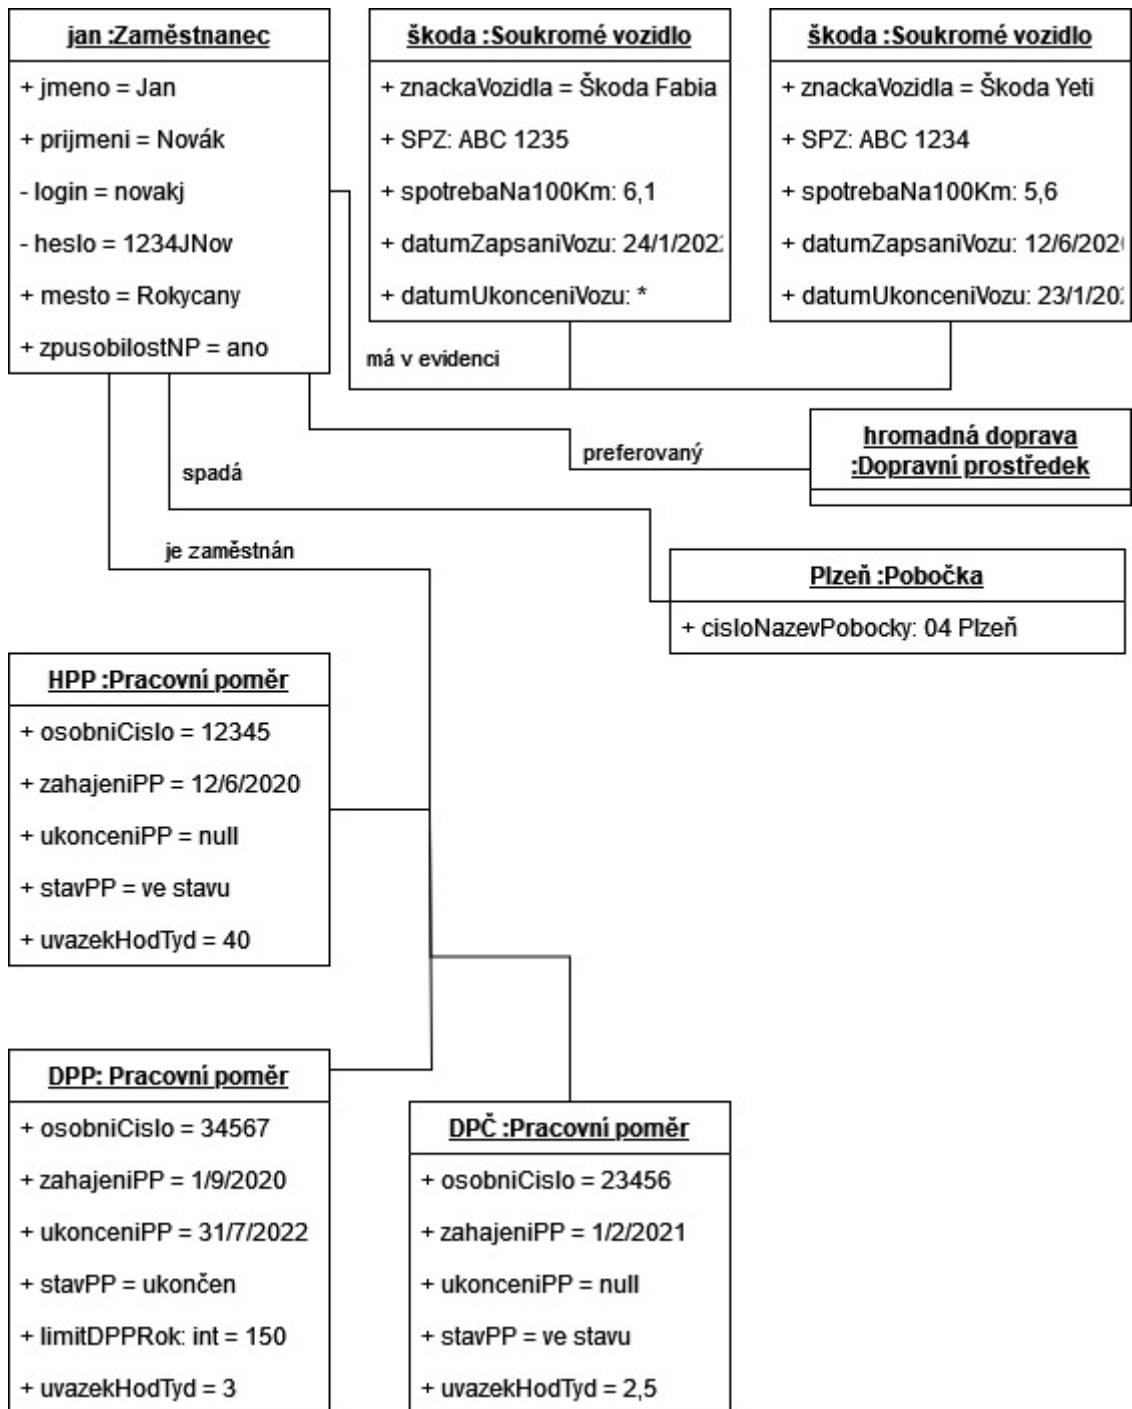 jan :Zaměstnanec
+ jmeno = Jan
+ prijmeni = Novák
- login = novakj
- heslo = 1234JNov
+ mesto = Rokycany
+ zpusobilostNP = ano
škoda :Soukromé vozidlo
+ znackaVozidla = Škoda Fabia
+ SPZ: ABC 1235
+ spotrebaNa100Km: 6,1
+ datumZapsaniVozu: 24/1/202
+ datumUkonceniVozu: *
škoda :Soukromé vozidlo
+ znackaVozidla = Škoda Yeti
+ SPZ: ABC 1234
+ spotrebaNa100Km: 5,6
+ datumZapsaniVozu: 12/6/202
+ datumUkonceniVozu: 23/1/20
má v evidenci
preferovaný
hromadná doprava
:Dopravní prostředek
spadá
je zaměstnán
Plzeň :Pobočka
+ cisloNazevPobocky: 04 Plzeň
HPP :Pracovní poměr
+ osobniCislo = 12345
+ zahajeniPP = 12/6/2020
+ ukonceniPP = null
+ stavPP = ve stavu
+ uvazekHodTyd = 40
DPP: Pracovní poměr
+ osobniCislo = 34567
+ zahajeniPP = 1/9/2020
+ ukonceniPP = 31/7/2022
+ stavPP = ukončen
+ limitDPPRok: int = 150
+ uvazekHodTyd = 3
DPČ :Pracovní poměr
+ osobniCislo = 23456
+ zahajeniPP = 1/2/2021
+ ukonceniPP = null
+ stavPP = ve stavu
+ uvazekHodTyd = 2,5